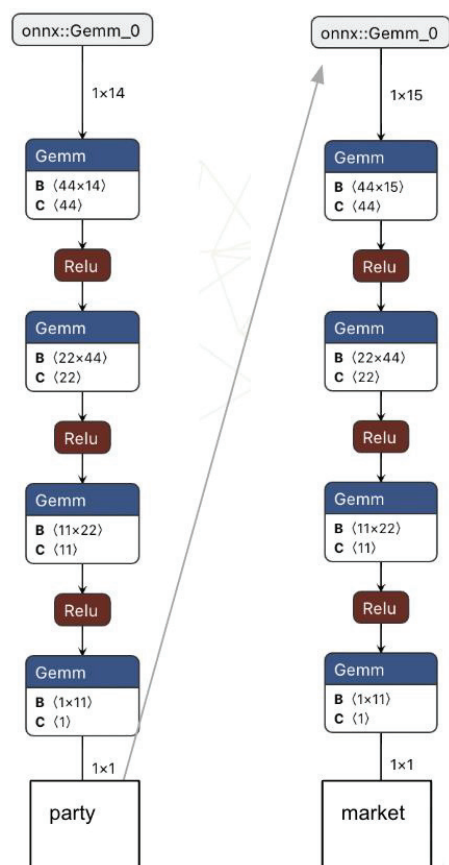 onnx::Gemm_0
1×14
Gemm
B ⟨44×14⟩
C ⟨44⟩
Relu
Gemm
B ⟨22×44⟩
C ⟨22⟩
Relu
Gemm
B ⟨11×22⟩
C ⟨11⟩
Relu
Gemm
B ⟨1×11⟩
C ⟨1⟩
1×1
party
onnx::Gemm_0
1×15
Gemm
B ⟨44×15⟩
C ⟨44⟩
Relu
Gemm
B ⟨22×44⟩
C ⟨22⟩
Relu
Gemm
B ⟨11×22⟩
C ⟨11⟩
Relu
Gemm
B ⟨1×11⟩
C ⟨1⟩
1×1
market